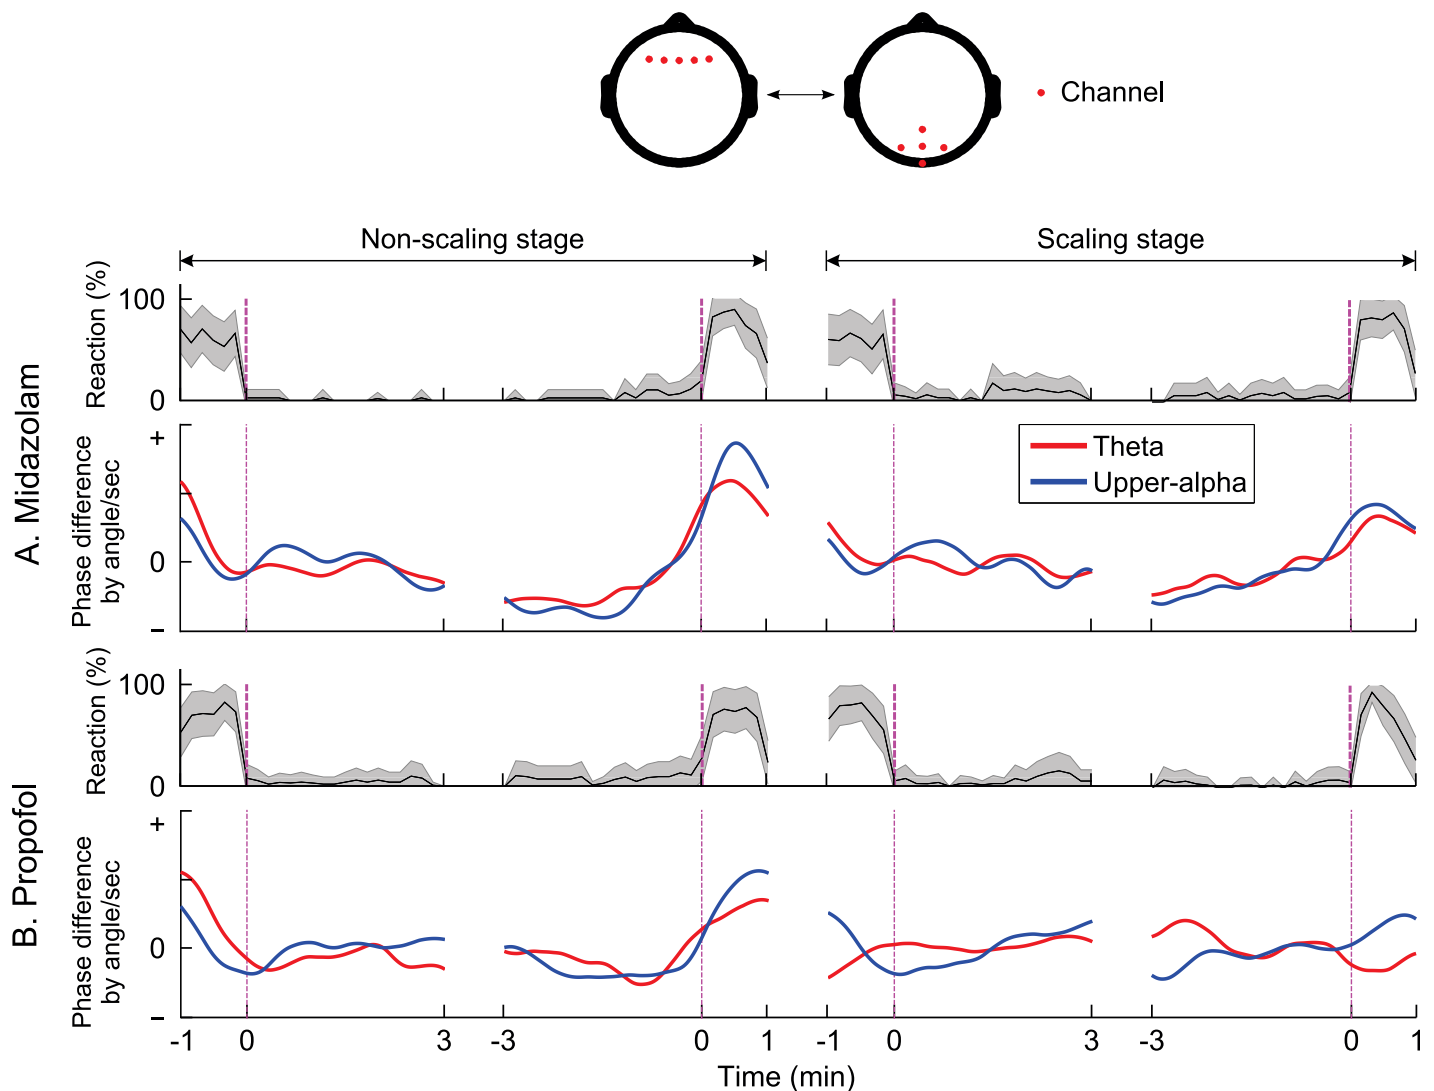 Channel
Non-scaling stage
Scaling stage
A. Midazolam
Reaction (%)
100
0
Phase difference
by angle/sec
+
0
−
Theta
Upper-alpha
B. Propofol
Reaction (%)
100
0
Phase difference
by angle/sec
+
0
−
-1 0 3 -3 0 1 -1 0 3 -3 0 1
Time (min)